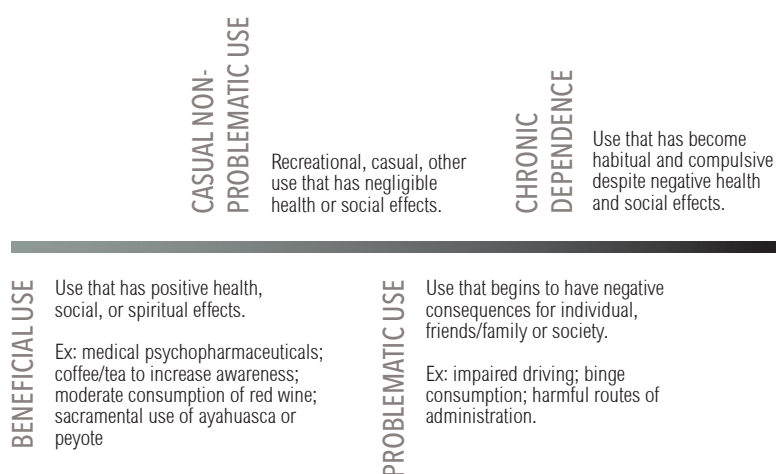 CASUAL NON-
PROBLEMATIC USE
Recreational, casual, other
use that has negligible
health or social effects.
CHRONIC
DEPENDENCE
Use that has become
habitual and compulsive
despite negative health
and social effects.
BENEFICIAL USE
Use that has positive health,
social, or spiritual effects.
Ex: medical psychopharmaceuticals;
coffee/tea to increase awareness;
moderate consumption of red wine;
sacramental use of ayahuasca or
peyote
PROBLEMATIC USE
Use that begins to have negative
consequences for individual,
friends/family or society.
Ex: impaired driving; binge
consumption; harmful routes of
administration.